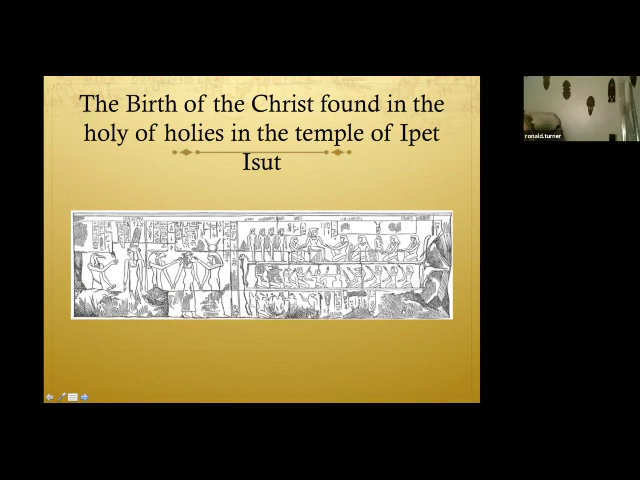 The Birth of the Christ found in the
holy of holies in the temple of Ipet
Isut
ronald.turner